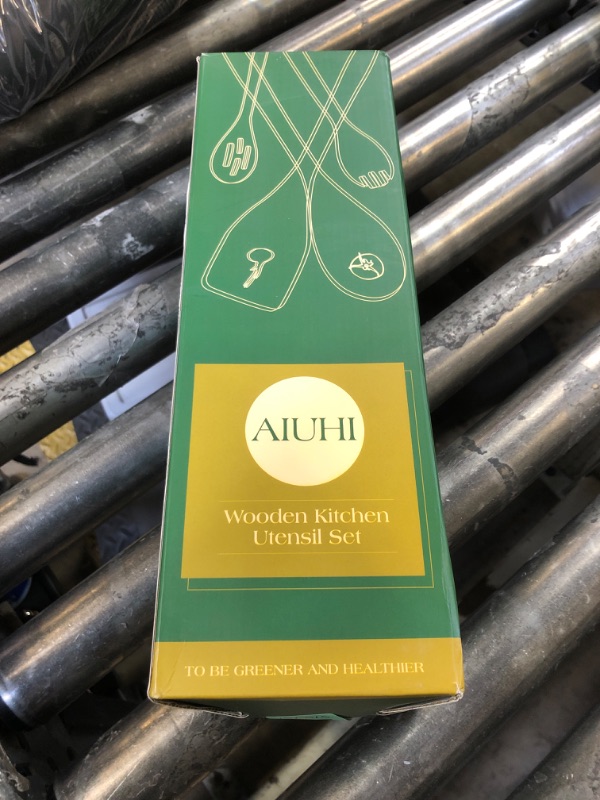 AIUHI
Wooden Kitchen
Utensil Set
TO BE GREENER AND HEALTHIER